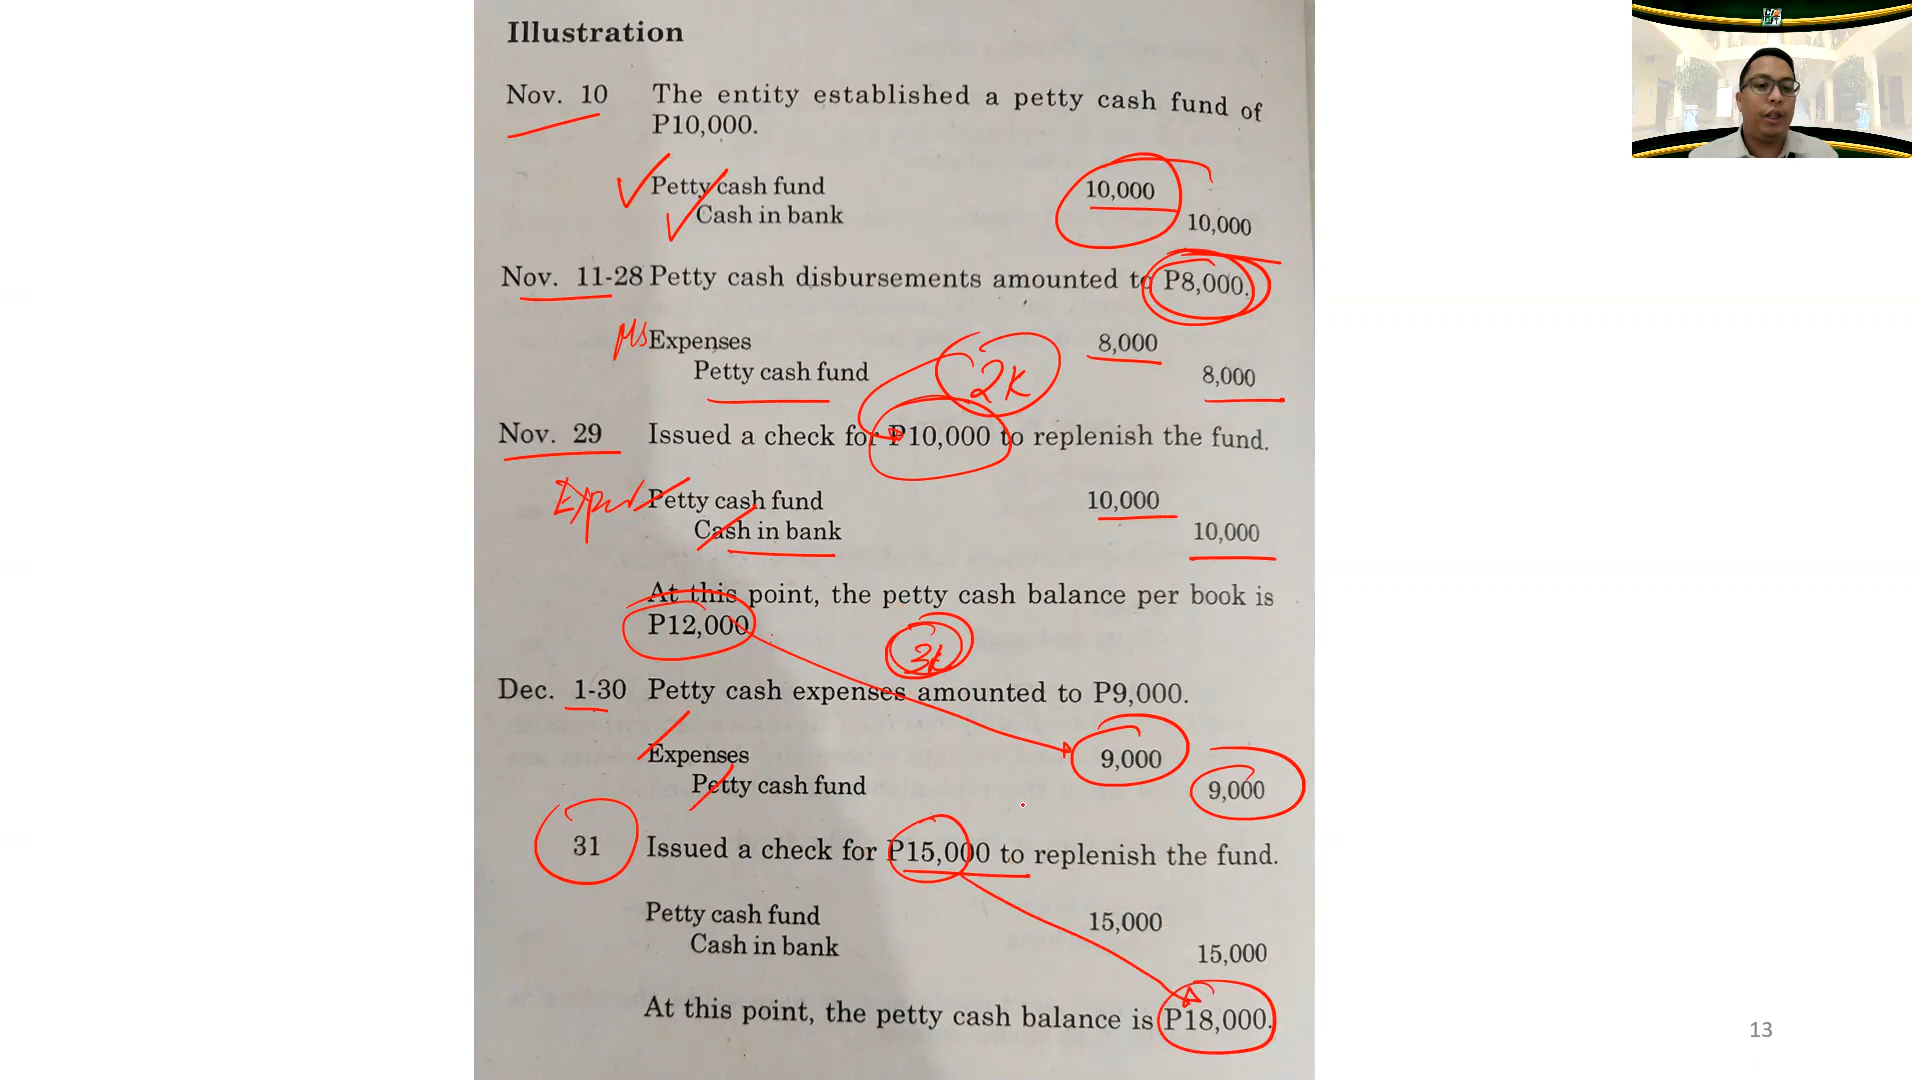 Illustration
Nov. 10 The entity established a petty cash fund of
P10,000.
Petty cash fund 10,000
Cash in bank 10,000
Nov. 11-28 Petty cash disbursements amounted to P8,000.
Expenses 8,000
Petty cash fund 8,000
2k
Nov. 29 Issued a check for P10,000 to replenish the fund.
Petty cash fund 10,000
Cash in bank 10,000
At this point, the petty cash balance per book is
P12,000
3k
Dec. 1-30 Petty cash expenses amounted to P9,000.
Expenses 9,000
Petty cash fund 9,000
31 Issued a check for P15,000 to replenish the fund.
Petty cash fund 15,000
Cash in bank 15,000
At this point, the petty cash balance is P18,000.
13